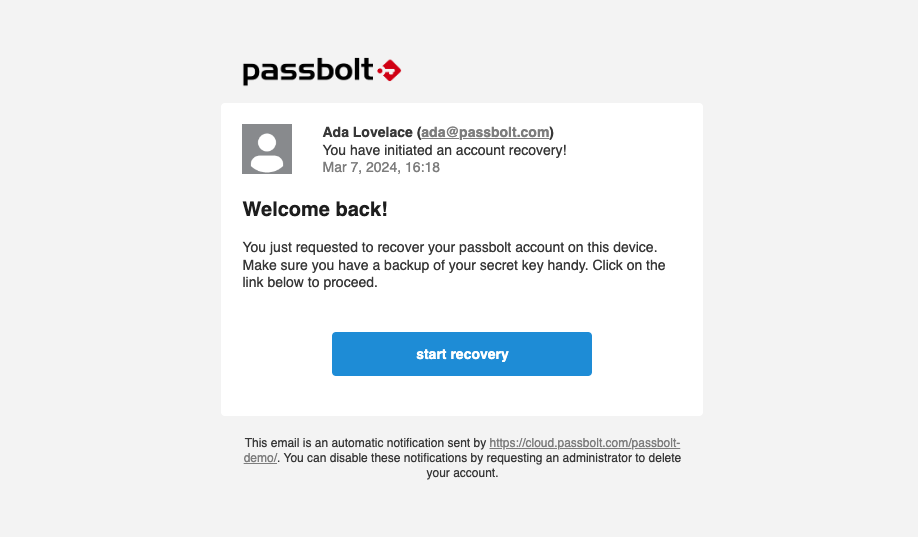 passbolt
Ada Lovelace (ada@passbolt.com)
You have initiated an account recovery!
Mar 7, 2024, 16:18
Welcome back!
You just requested to recover your passbolt account on this device.
Make sure you have a backup of your secret key handy. Click on the
link below to proceed.
start recovery
This email is an automatic notification sent by https://cloud.passbolt.com/passbolt-
demo/. You can disable these notifications by requesting an administrator to delete
your account.